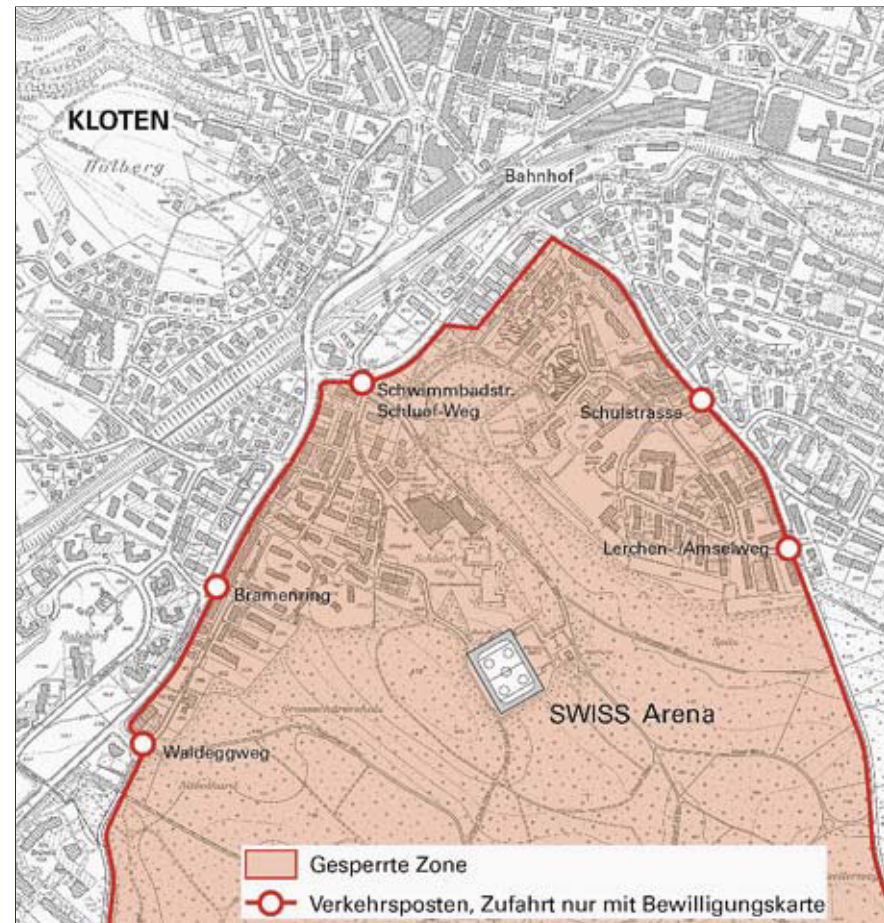 KLOTEN
Hölberg
Bahnhof
Schwimmbadstr.
Schluef-Weg
Schulstrasse
Lerchen-/Amselweg
Bramenring
SWISS Arena
Waldeggweg
Gesperrte Zone
Verkehrsposten, Zufahrt nur mit Bewilligungskarte